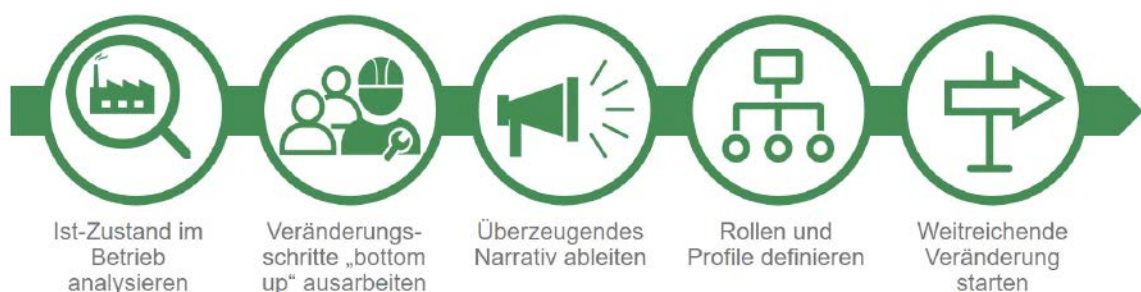 Ist-Zustand im
Betrieb
analysieren
Veränderungs-
schritte „bottom
up“ ausarbeiten
Überzeugendes
Narrativ ableiten
Rollen und
Profile definieren
Weitreichende
Veränderung
starten